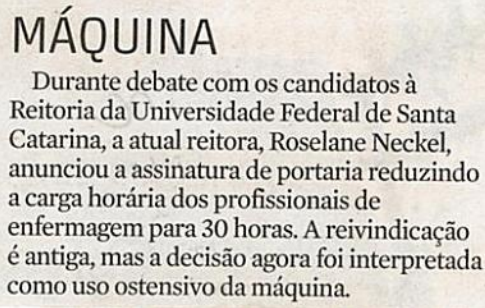 MÁQUINA
Durante debate com os candidatos à
Reitoria da Universidade Federal de Santa
Catarina, a atual reitora, Roselane Neckel,
anunciou a assinatura de portaria reduzindo
a carga horária dos profissionais de
enfermagem para 30 horas. A reivindicação
é antiga, mas a decisão agora foi interpretada
como uso ostensivo da máquina.